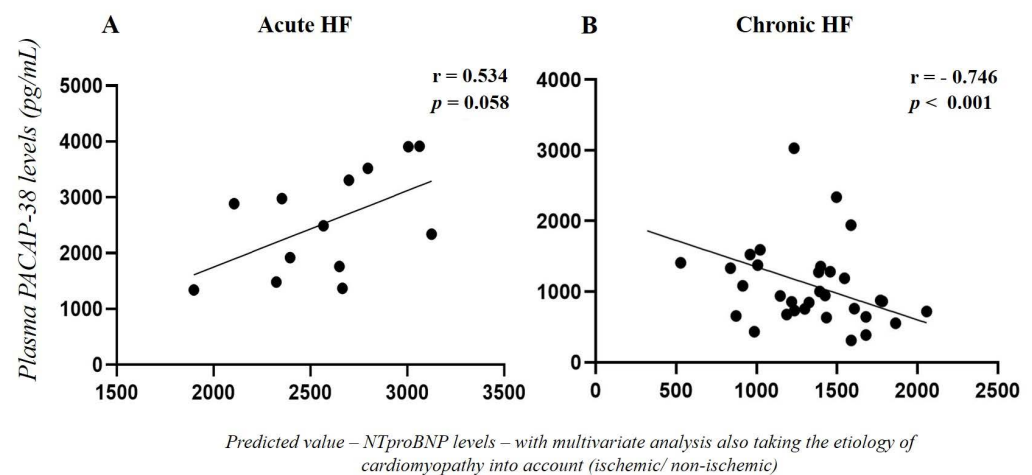 A
Acute HF
B
Chronic HF
Plasma PACAP-38 levels (pg/mL)
r = 0.534
p = 0.058
5000
4000
3000
2000
1000
0
1500
2000
2500
3000
3500
r = - 0.746
p < 0.001
4000
3000
2000
1000
0
0
500
1000
1500
2000
2500
Predicted value – NTproBNP levels – with multivariate analysis also taking the etiology of
cardiomyopathy into account (ischemic/ non-ischemic)